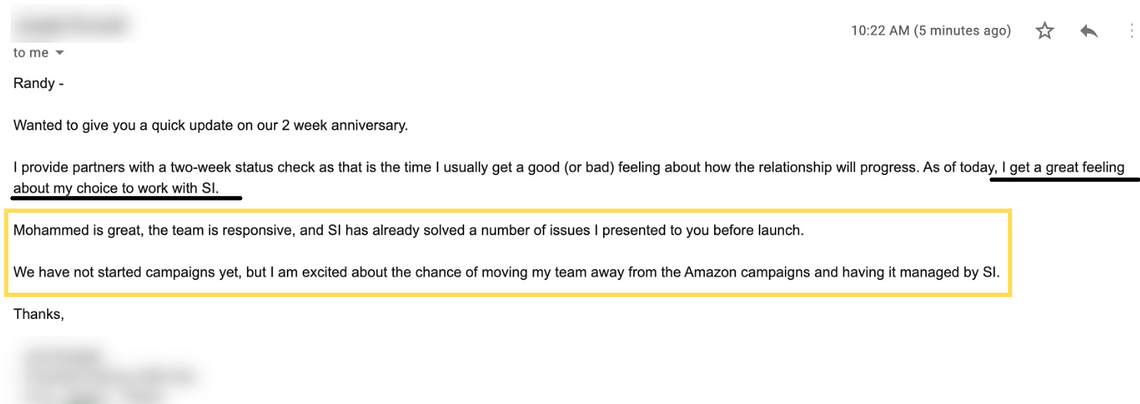 10:22 AM (5 minutes ago)
to me
Randy -
Wanted to give you a quick update on our 2 week anniversary.
I provide partners with a two-week status check as that is the time I usually get a good (or bad) feeling about how the relationship will progress. As of today, I get a great feeling
about my choice to work with SI.
Mohammed is great, the team is responsive, and SI has already solved a number of issues I presented to you before launch.
We have not started campaigns yet, but I am excited about the chance of moving my team away from the Amazon campaigns and having it managed by SI.
Thanks,